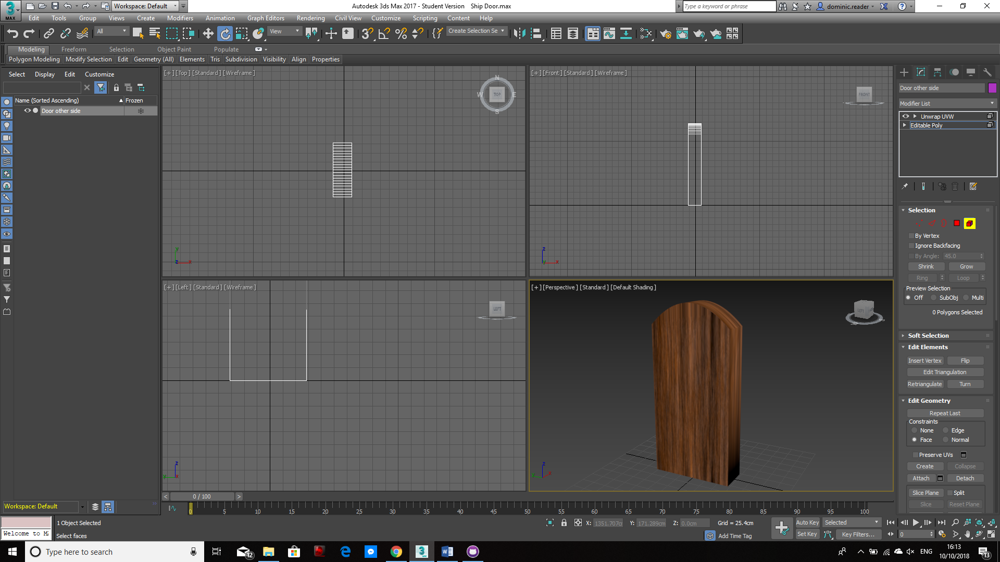 3
MAX
Workspace: Default
Autodesk 3ds Max 2017 - Student Version Ship Door.max
Type a keyword or phrase
dominic.reader
Edit Tools Group Views Create Modifiers Animation Graph Editors Rendering Civil View Customize Scripting Content Help
All
View
Create Selection Se
Modeling Freeform Selection Object Paint Populate
Polygon Modeling Modify Selection Edit Geometry (All) Elements Tris Subdivision Visibility Align Properties
Select Display Edit Customize
Name (Sorted Ascending) Frozen
Door other side
[+] [Top] [Standard] [Wireframe]
N
W TOP E
S
y
z x
[+] [Front] [Standard] [Wireframe]
FRONT
z
y x
[+] [Left] [Standard] [Wireframe]
LEFT
z
y x
[+] [Perspective] [Standard] [Default Shading]
LEFT
z
y x
Door other side
Modifier List
Unwrap UVW
Editable Poly
Selection
By Vertex
Ignore Backfacing
By Angle: 45.0
Shrink Grow
Ring Loop
Preview Selection
Off SubObj Multi
0 Polygons Selected
Soft Selection
Edit Elements
Insert Vertex Flip
Edit Triangulation
Retriangulate Turn
Edit Geometry
Repeat Last
Constraints
None Edge
Face Normal
Preserve UVs
Create Collapse
Attach Detach
Slice Plane Split
Slice Reset Plane
< 0 / 100 >
Workspace: Default
0 5 10 15 20 25 30 35 40 45 50 55 60 65 70 75 80 85 90 95 100
1 Object Selected
Welcome to M
Select faces
X: 1351.707cr Y: 171.289cm Z: 0.0cm Grid = 25.4cm
Add Time Tag
Auto Key Selected
Set Key Key Filters...
0
Type here to search
12
3
MAX
ENG
16:13
10/10/2018
13